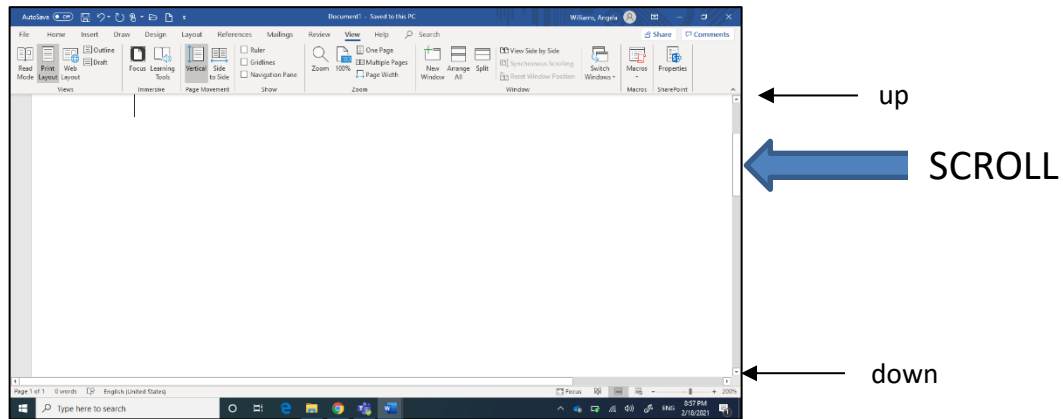 AutoSave Off Document1 - Saved to this PC Williams, Angela
File Home Insert Draw Design Layout References Mailings Review View Help Search Share Comments
Read Mode Print Layout Web Layout Outline Draft
Focus Learning Tools
Vertical Side to Side
Ruler Gridlines Navigation Pane
Zoom 100% One Page Multiple Pages Page Width
New Window Arrange All Split
View Side by Side Synchronous Scrolling Reset Window Position Switch Windows
Macros Properties
Views Immersive Page Movement Show Zoom Window Macros SharePoint
up
SCROLL
down
Page 1 of 1 0 words English (United States) Focus 200%
Type here to search ENG 8:57 PM
2/18/2021